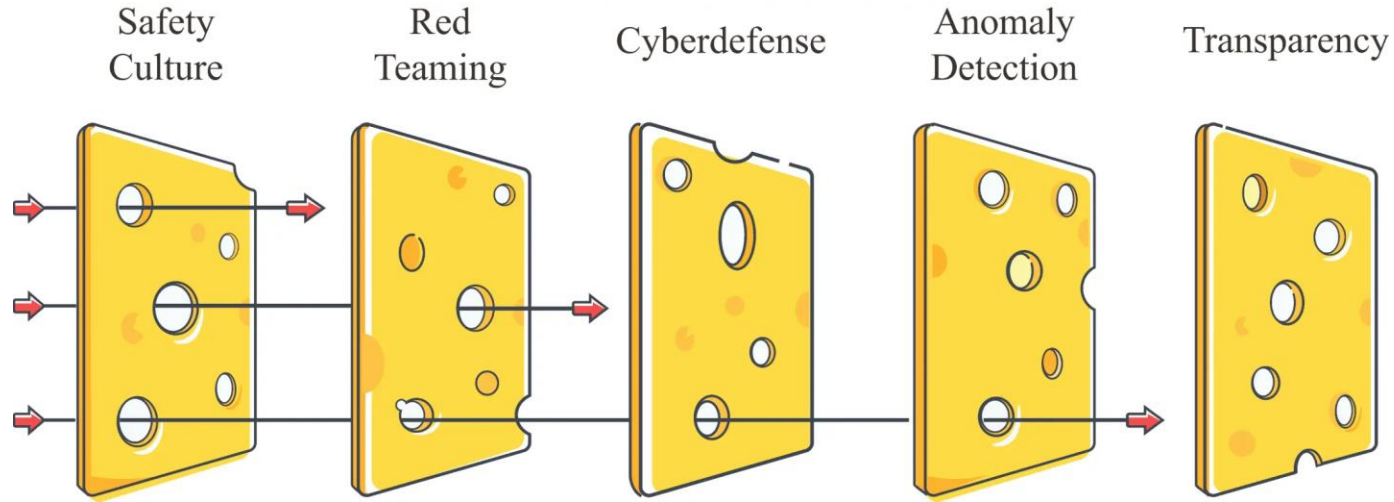 Safety
Culture
Red
Teaming
Cyberdefense
Anomaly
Detection
Transparency